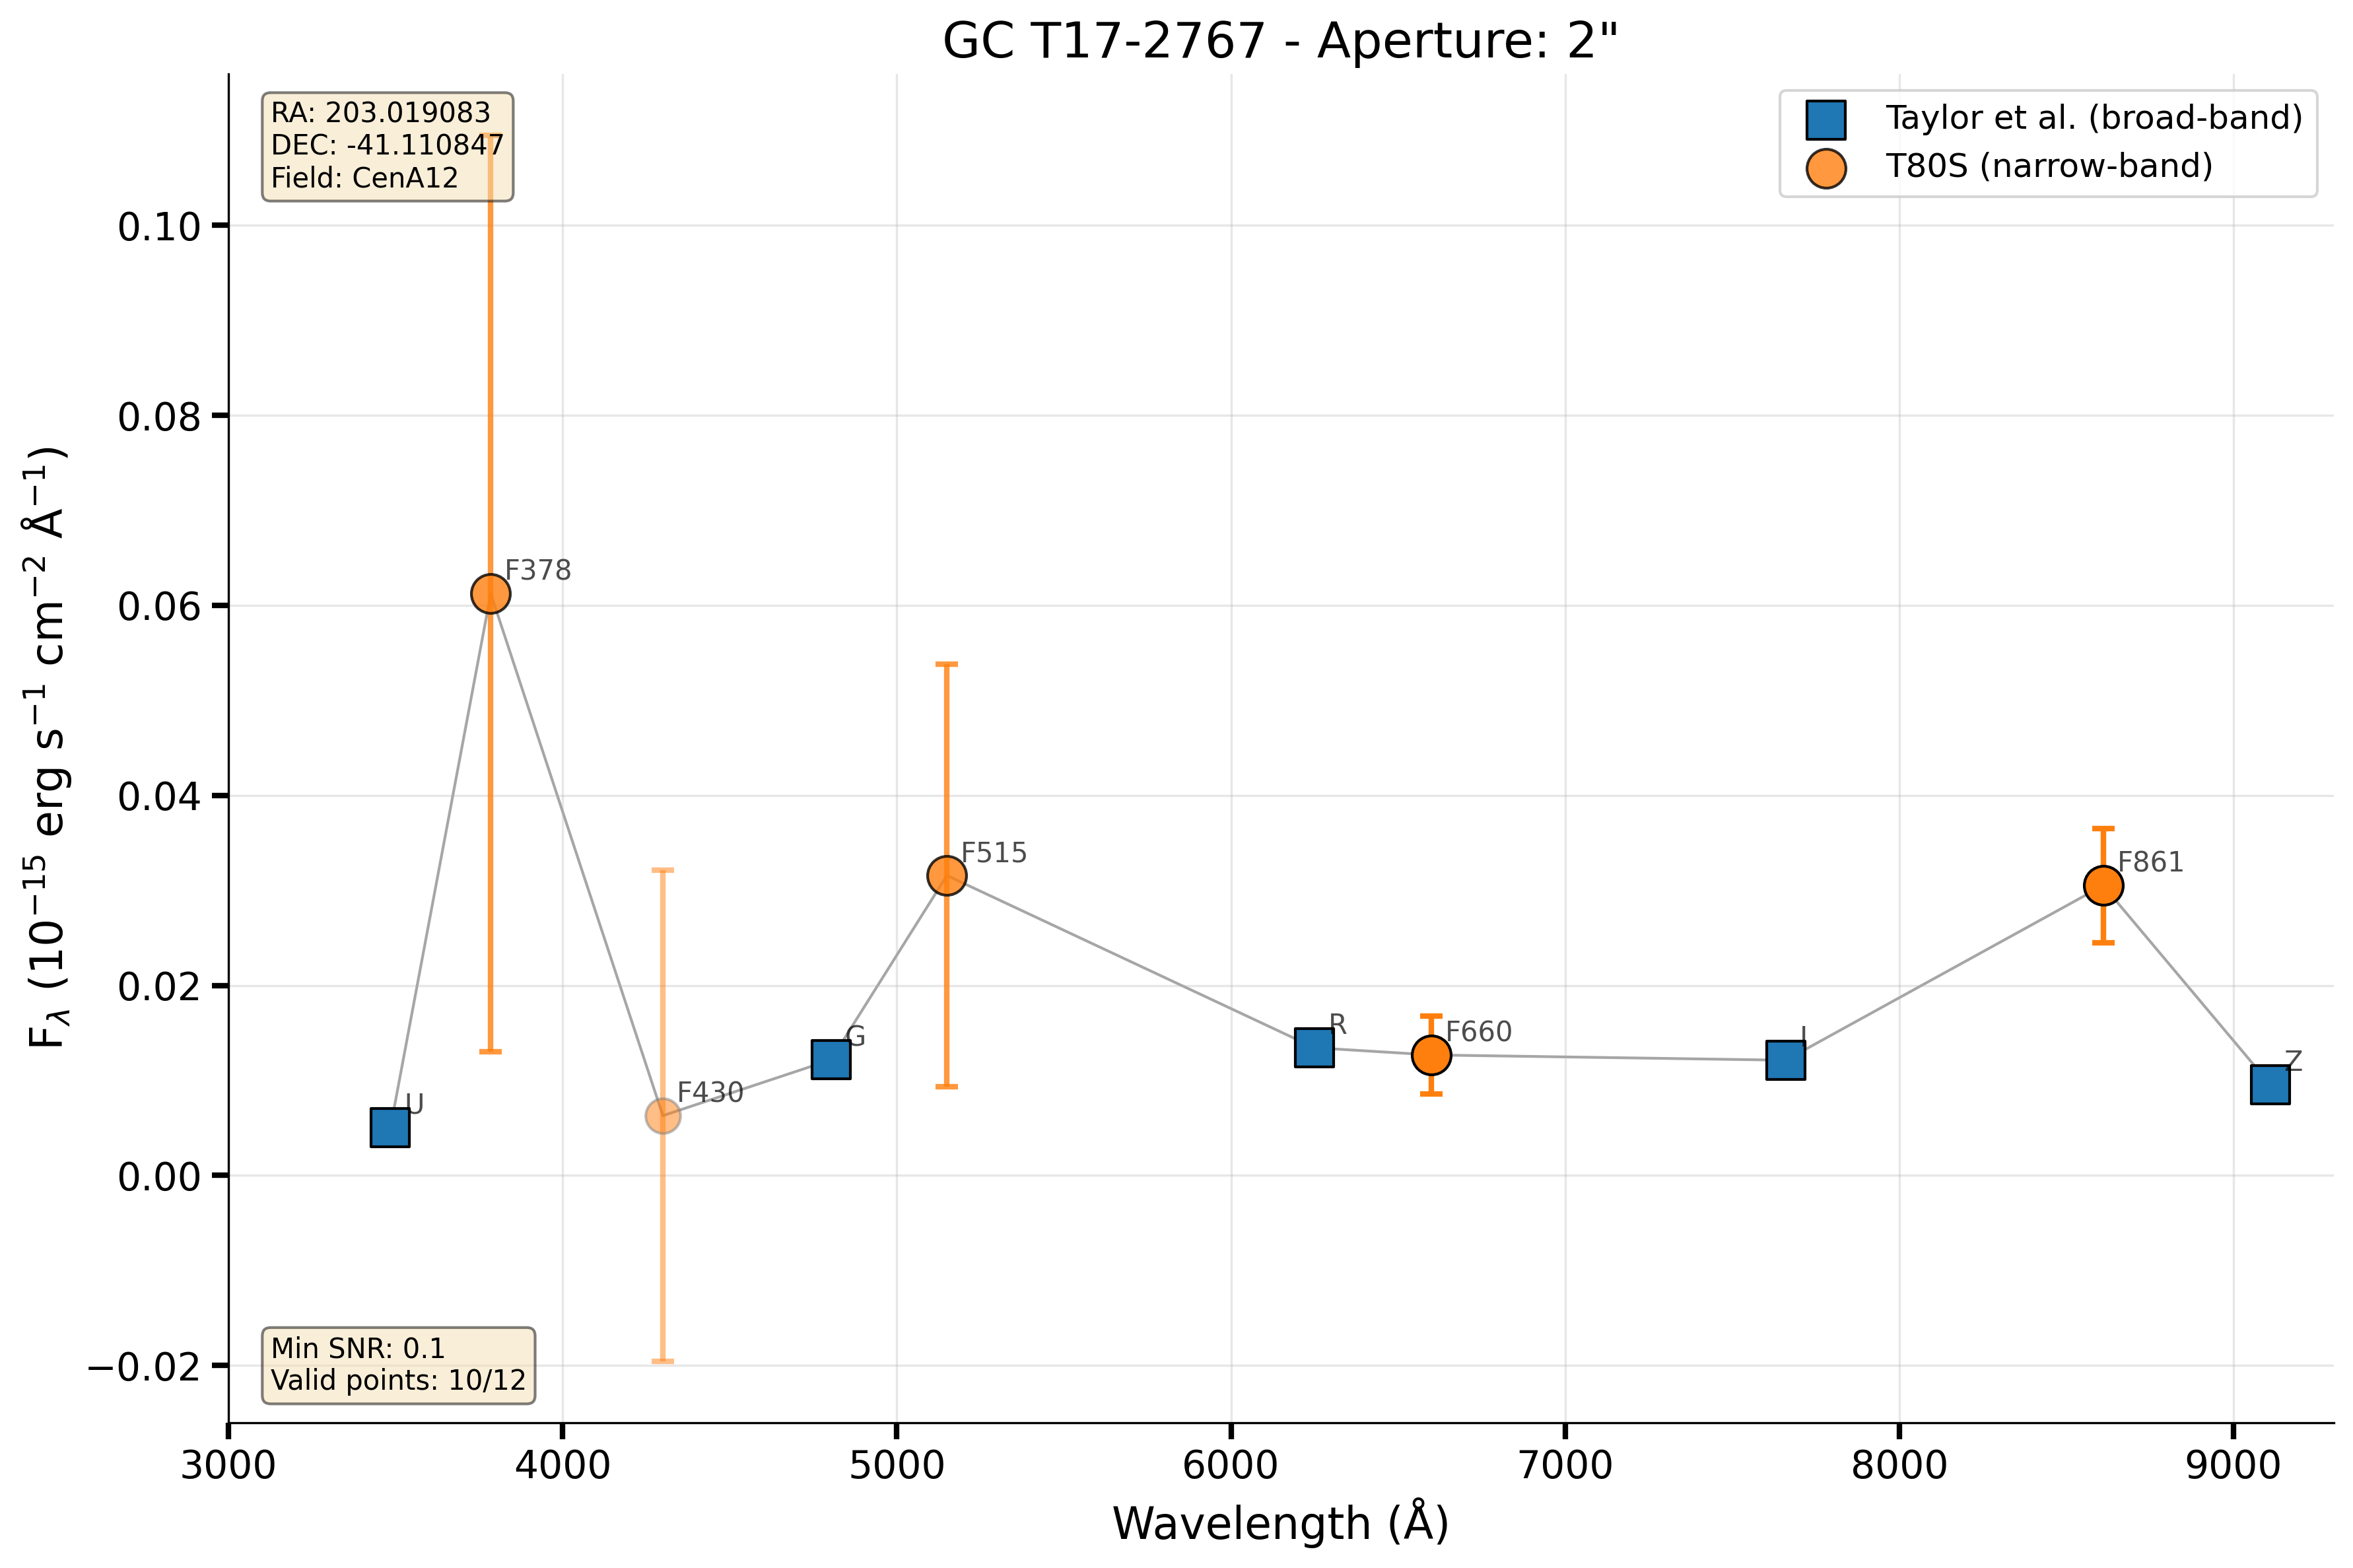 GC T17-2767 - Aperture: 2"
RA: 203.019083
DEC: -41.110847
Field: CenA12
Taylor et al. (broad-band)
T80S (narrow-band)
0.10
0.08
0.06
0.04
0.02
0.00
−0.02
F_λ (10⁻¹⁵ erg s⁻¹ cm⁻² Å⁻¹)
U
F378
F430
G
F515
R
F660
I
F861
Z
Min SNR: 0.1
Valid points: 10/12
3000 4000 5000 6000 7000 8000 9000
Wavelength (Å)